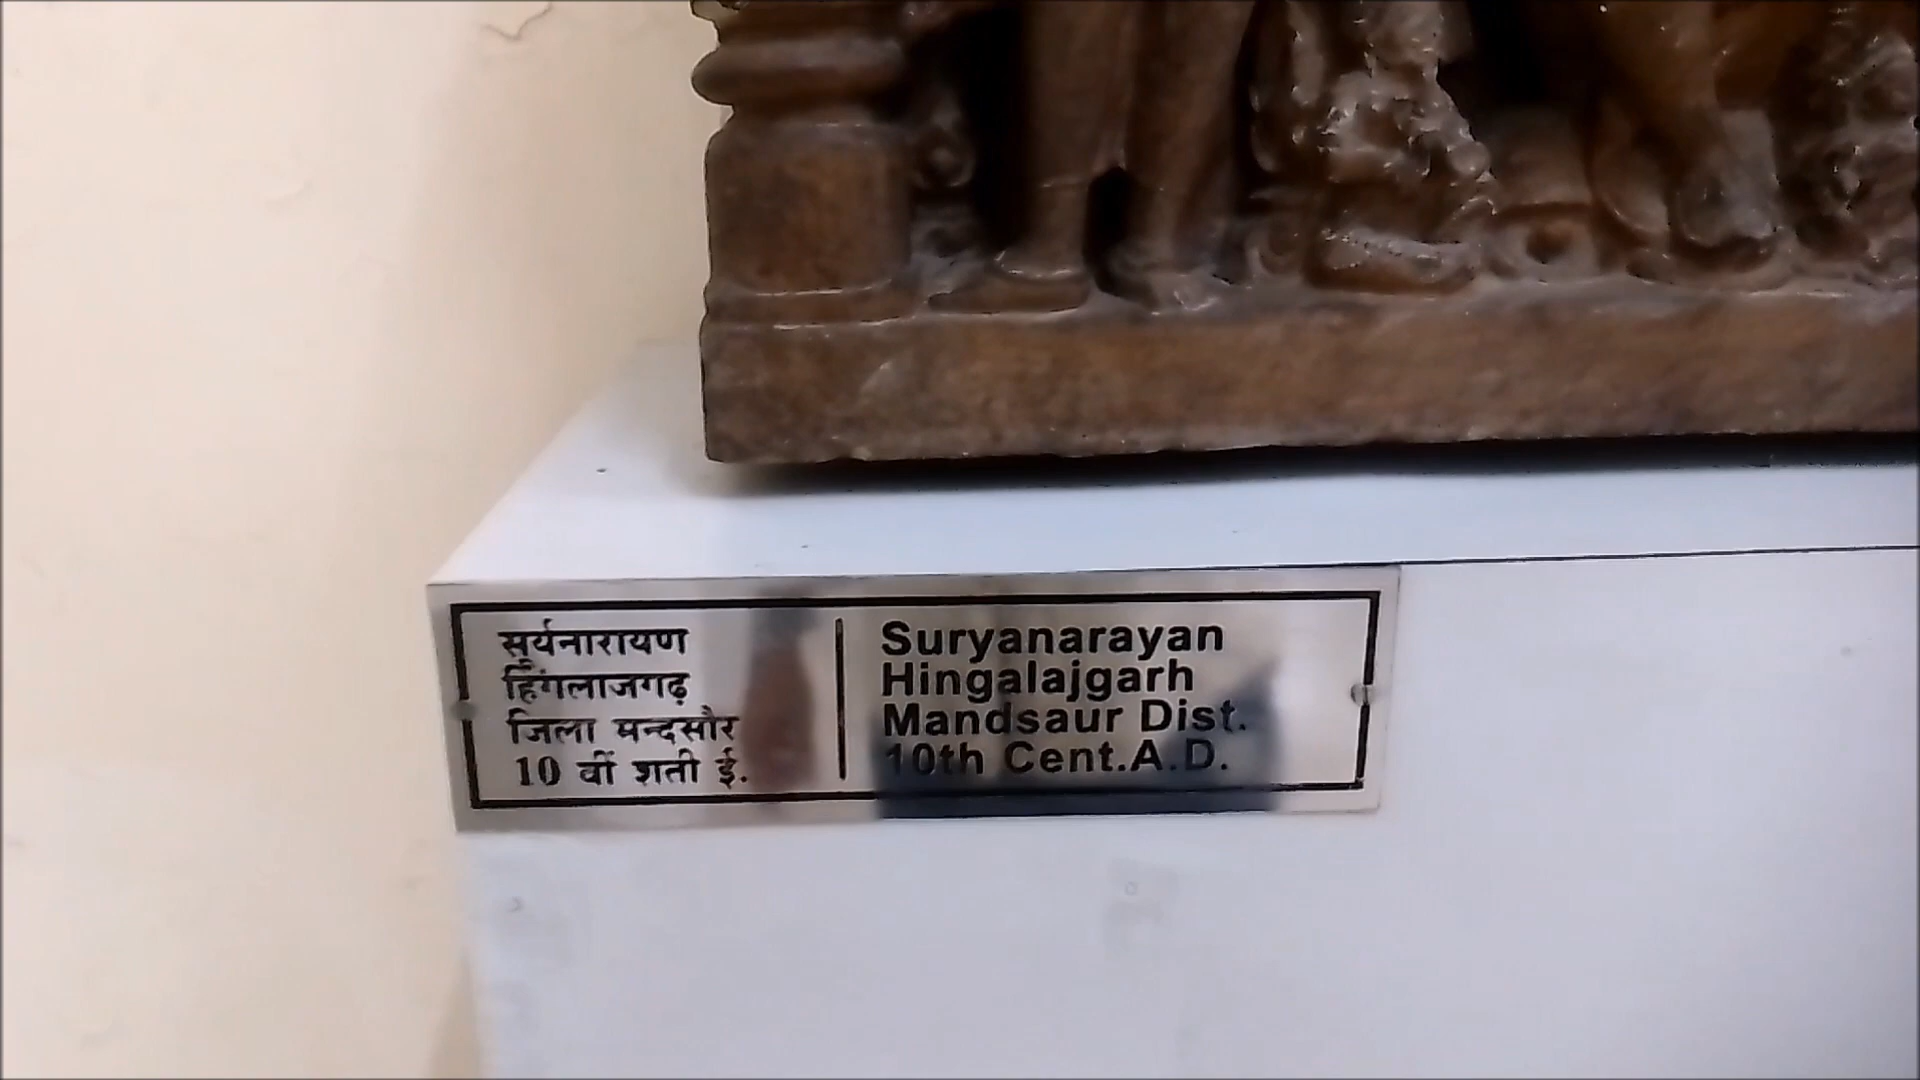 सूर्यनारायण
हिंगलाजगढ़
जिला मन्दसौर
10 वीं शती ई.
Suryanarayan
Hingalajgarh
Mandsaur Dist.
10th Cent.A.D.